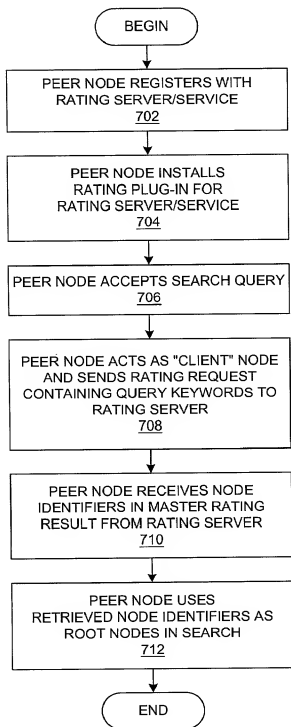 BEGIN
PEER NODE REGISTERS WITH
RATING SERVER/SERVICE
702
PEER NODE INSTALLS
RATING PLUG-IN FOR
RATING SERVER/SERVICE
704
PEER NODE ACCEPTS SEARCH QUERY
706
PEER NODE ACTS AS "CLIENT" NODE
AND SENDS RATING REQUEST
CONTAINING QUERY KEYWORDS TO
RATING SERVER
708
PEER NODE RECEIVES NODE
IDENTIFIERS IN MASTER RATING
RESULT FROM RATING SERVER
710
PEER NODE USES
RETRIEVED NODE IDENTIFIERS AS
ROOT NODES IN SEARCH
712
END